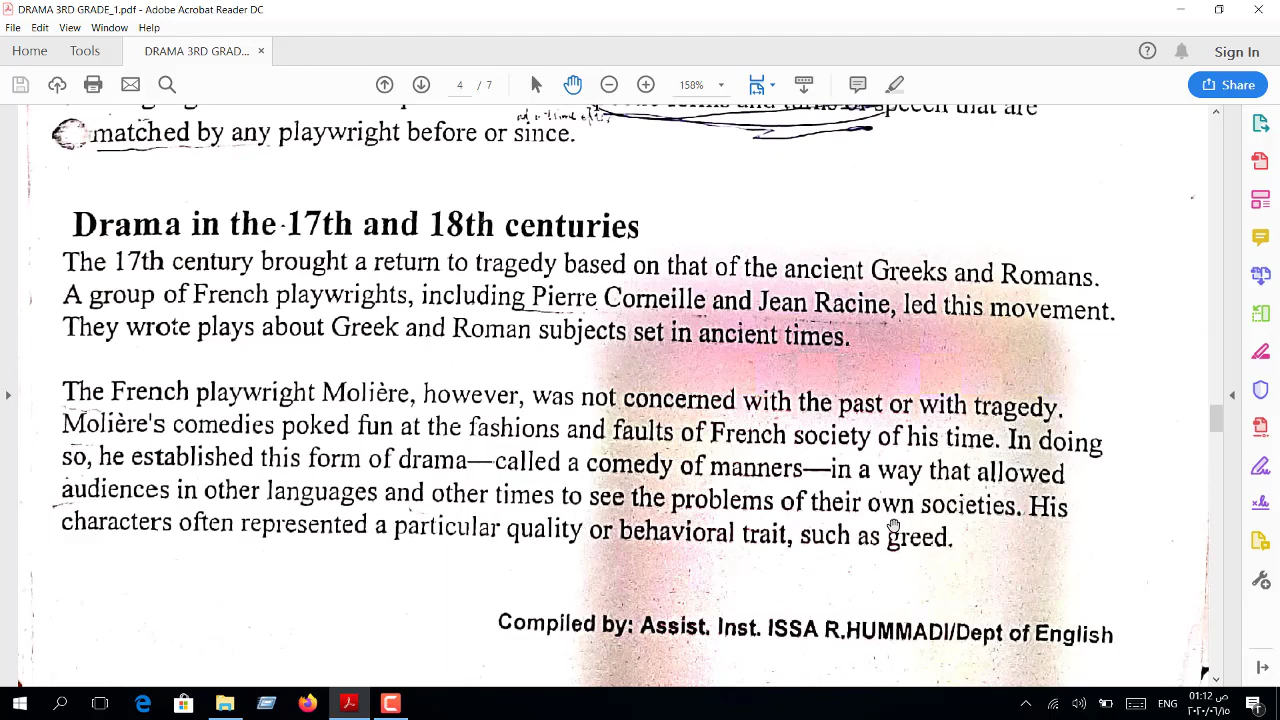 DRAMA 3RD GRADE_1.pdf - Adobe Acrobat Reader DC
File Edit View Window Help
Home Tools DRAMA 3RD GRAD... × Sign In
4 / 7 158% Share
speech that are
matched by any playwright before or since.
Drama in the 17th and 18th centuries
The 17th century brought a return to tragedy based on that of the ancient Greeks and Romans.
A group of French playwrights, including Pierre Corneille and Jean Racine, led this movement.
They wrote plays about Greek and Roman subjects set in ancient times.
The French playwright Molière, however, was not concerned with the past or with tragedy.
Molière's comedies poked fun at the fashions and faults of French society of his time. In doing
so, he established this form of drama—called a comedy of manners—in a way that allowed
audiences in other languages and other times to see the problems of their own societies. His
characters often represented a particular quality or behavioral trait, such as greed.
Compiled by: Assist. Inst. ISSA R.HUMMADI/Dept of English
ENG 01:12 ص
٢٠٢٠/٠٦/١٥